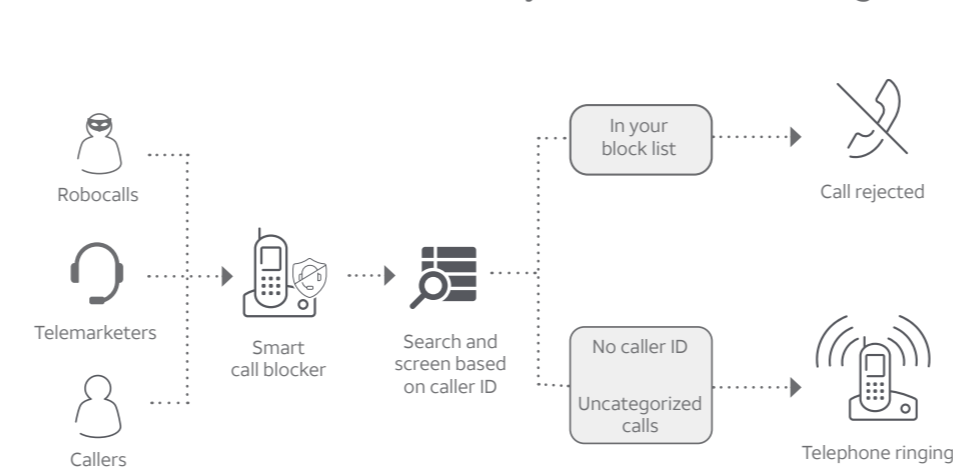 Robocalls
Telemarketers
Callers
Smart
call blocker
Search and
screen based
on caller ID
In your
block list
Call rejected
No caller ID
Uncategorized
calls
Telephone ringing